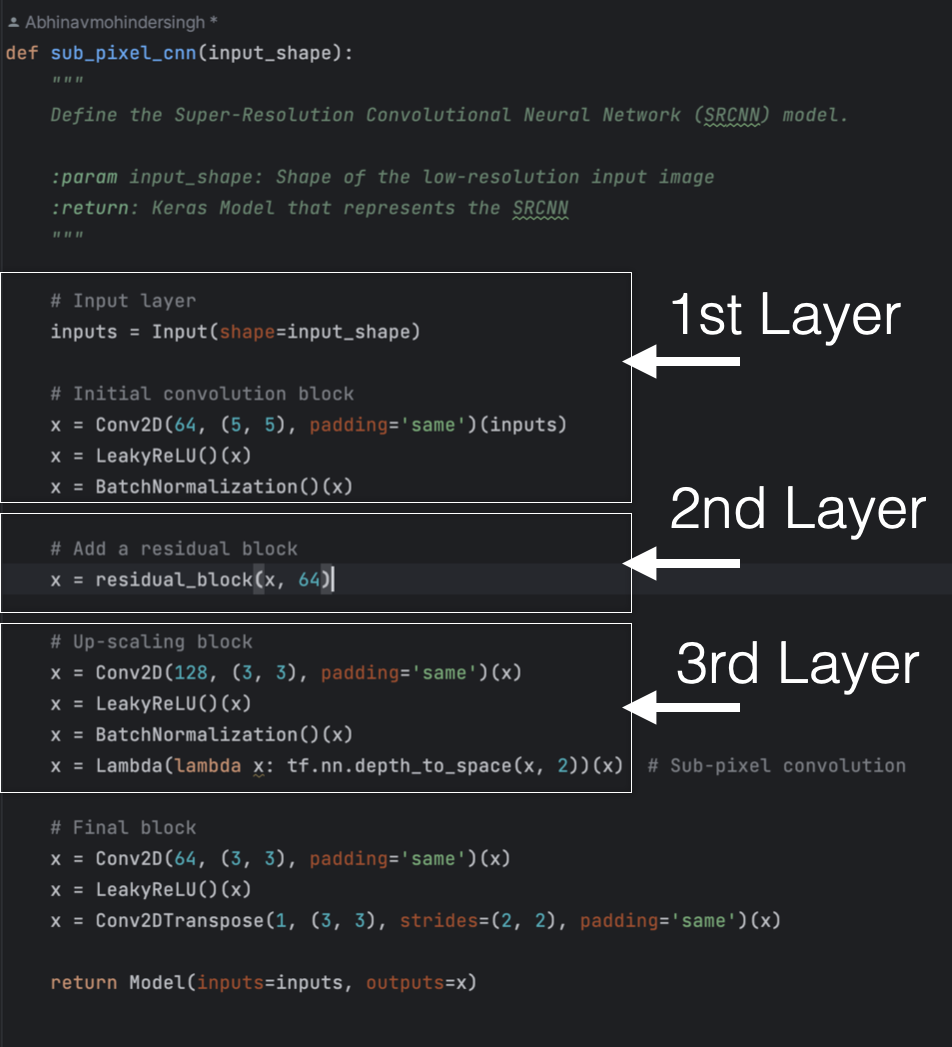 Abhinavmohindersingh *
def sub_pixel_cnn(input_shape):
    """
    Define the Super-Resolution Convolutional Neural Network (SRCNN) model.

    :param input_shape: Shape of the low-resolution input image
    :return: Keras Model that represents the SRCNN
    """

    # Input layer
    inputs = Input(shape=input_shape)
1st Layer

    # Initial convolution block
    x = Conv2D(64, (5, 5), padding='same')(inputs)
    x = LeakyReLU()(x)
    x = BatchNormalization()(x)

2nd Layer
    # Add a residual block
    x = residual_block(x, 64)

    # Up-scaling block
3rd Layer
    x = Conv2D(128, (3, 3), padding='same')(x)
    x = LeakyReLU()(x)
    x = BatchNormalization()(x)
    x = Lambda(lambda x: tf.nn.depth_to_space(x, 2))(x)  # Sub-pixel convolution

    # Final block
    x = Conv2D(64, (3, 3), padding='same')(x)
    x = LeakyReLU()(x)
    x = Conv2DTranspose(1, (3, 3), strides=(2, 2), padding='same')(x)

    return Model(inputs=inputs, outputs=x)